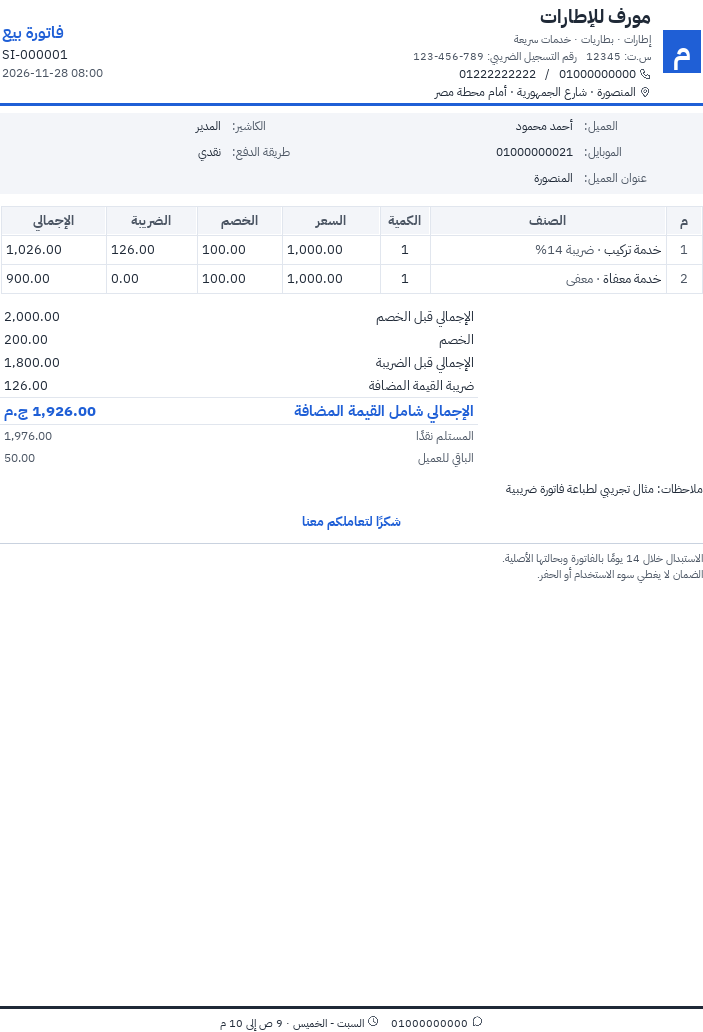 م
مورف للإطارات
إطارات · بطاريات · خدمات سريعة
س.ت: 12345 رقم التسجيل الضريبي: 789-456-123
01000000000 / 01222222222
المنصورة · شارع الجمهورية · أمام محطة مصر
فاتورة بيع
SI-000001
2026-11-28 08:00
العميل: أحمد محمود الكاشير: المدير
الموبايل: 01000000021 طريقة الدفع: نقدي
عنوان العميل: المنصورة
م الصنف الكمية السعر الخصم الضريبة الإجمالي
1 خدمة تركيب · ضريبة 14% 1 1,000.00 100.00 126.00 1,026.00
2 خدمة معفاة · معفى 1 1,000.00 100.00 0.00 900.00
الإجمالي قبل الخصم 2,000.00
الخصم 200.00
الإجمالي قبل الضريبة 1,800.00
ضريبة القيمة المضافة 126.00
الإجمالي شامل القيمة المضافة 1,926.00 ج.م
المستلم نقدًا 1,976.00
الباقي للعميل 50.00
ملاحظات: مثال تجريبي لطباعة فاتورة ضريبية
شكرًا لتعاملكم معنا
الاستبدال خلال 14 يومًا بالفاتورة وبحالتها الأصلية.
الضمان لا يغطي سوء الاستخدام أو الحفر.
01000000000 السبت - الخميس · 9 ص إلى 10 م